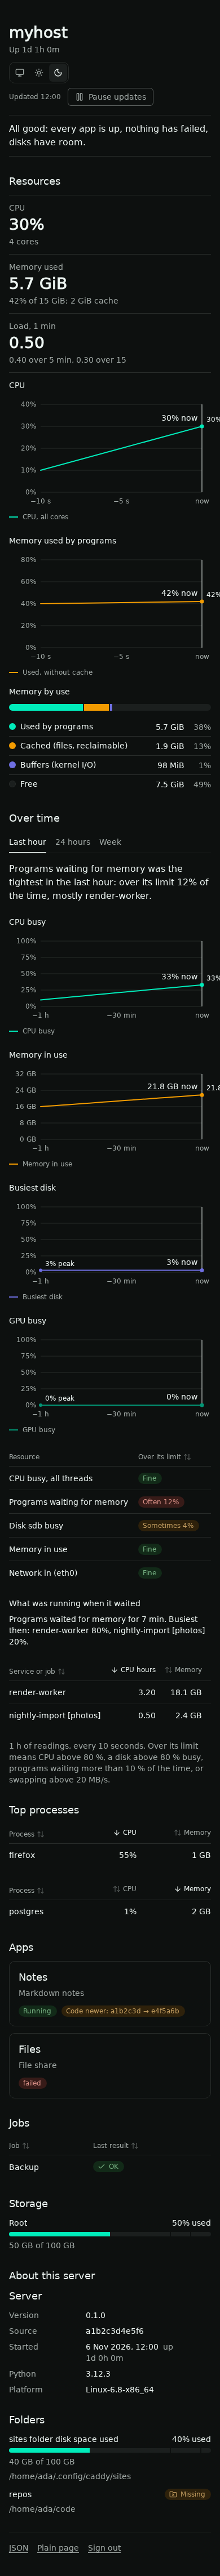 myhost
Up 1d 1h 0m
Updated 12:00
Pause updates
All good: every app is up, nothing has failed,
disks have room.
Resources
CPU
30%
4 cores
Memory used
5.7 GiB
42% of 15 GiB; 2 GiB cache
Load, 1 min
0.50
0.40 over 5 min, 0.30 over 15
CPU
40%
30% now
30%
30%
20%
10%
0%
−10 s
−5 s
now
CPU, all cores
Memory used by programs
80%
60%
42% now
42%
40%
20%
0%
−10 s
−5 s
now
Used, without cache
Memory by use
Used by programs 5.7 GiB 38%
Cached (files, reclaimable) 1.9 GiB 13%
Buffers (kernel I/O) 98 MiB 1%
Free 7.5 GiB 49%
Over time
Last hour 24 hours Week
Programs waiting for memory was the
tightest in the last hour: over its limit 12% of
the time, mostly render-worker.
CPU busy
100%
75%
50%
33% now
33%
25%
0%
−1 h
−30 min
now
CPU busy
Memory in use
32 GB
24 GB
21.8 GB now
21.8
16 GB
8 GB
0 GB
−1 h
−30 min
now
Memory in use
Busiest disk
100%
75%
50%
25%
3% peak
3% now
0%
−1 h
−30 min
now
Busiest disk
GPU busy
100%
75%
50%
25%
0% peak
0% now
0%
−1 h
−30 min
now
GPU busy
Resource Over its limit
CPU busy, all threads Fine
Programs waiting for memory Often 12%
Disk sdb busy Sometimes 4%
Memory in use Fine
Network in (eth0) Fine
What was running when it waited
Programs waited for memory for 7 min. Busiest
then: render-worker 80%, nightly-import [photos]
20%.
Service or job CPU hours Memory
render-worker 3.20 18.1 GB
nightly-import [photos] 0.50 2.4 GB
1 h of readings, every 10 seconds. Over its limit
means CPU above 80 %, a disk above 80 % busy,
programs waiting more than 10 % of the time, or
swapping above 20 MB/s.
Top processes
Process CPU Memory
firefox 55% 1 GB
Process CPU Memory
postgres 1% 2 GB
Apps
Notes
Markdown notes
Running Code newer: a1b2c3d → e4f5a6b
Files
File share
failed
Jobs
Job Last result
Backup OK
Storage
Root 50% used
50 GB of 100 GB
About this server
Server
Version 0.1.0
Source a1b2c3d4e5f6
Started 6 Nov 2026, 12:00 up
1d 0h 0m
Python 3.12.3
Platform Linux-6.8-x86_64
Folders
sites folder disk space used 40% used
40 GB of 100 GB
/home/ada/.config/caddy/sites
repos Missing
/home/ada/code
JSON Plain page Sign out